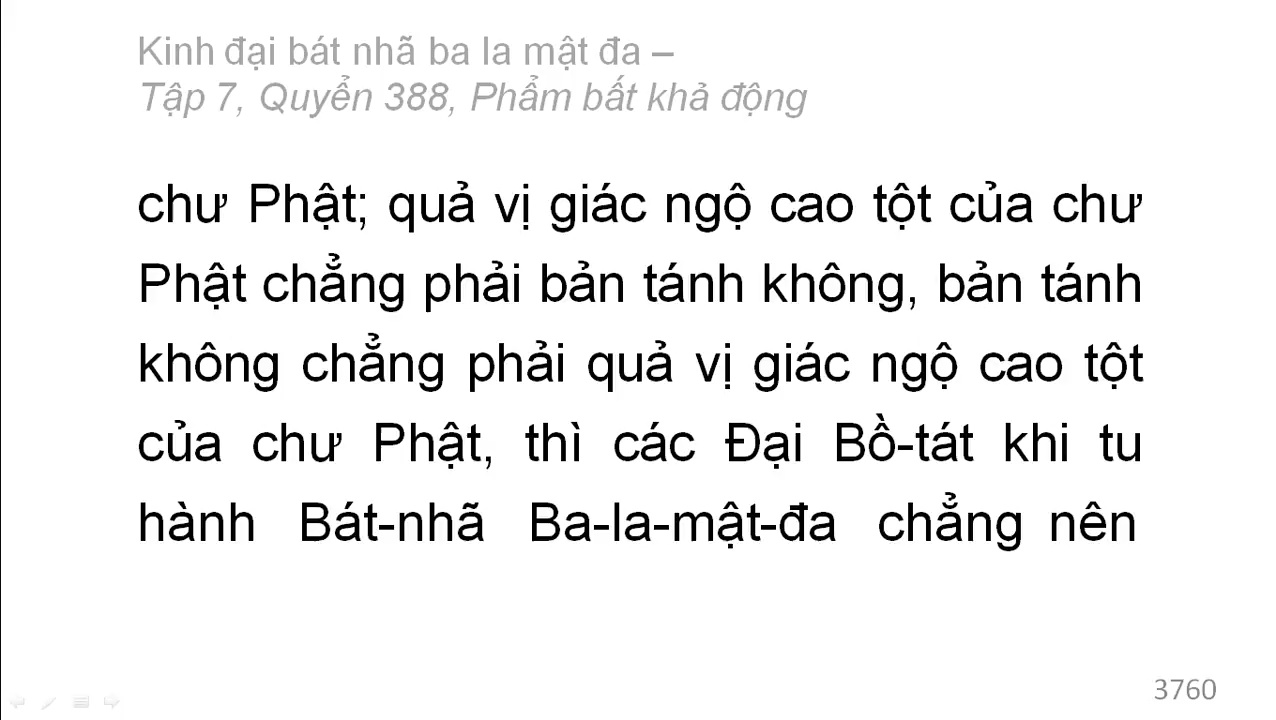 Kinh đại bát nhã ba la mật đa –
Tập 7, Quyển 388, Phẩm bất khả động
chư Phật; quả vị giác ngộ cao tột của chư
Phật chẳng phải bản tánh không, bản tánh
không chẳng phải quả vị giác ngộ cao tột
của chư Phật, thì các Đại Bồ-tát khi tu
hành Bát-nhã Ba-la-mật-đa chẳng nên
3760